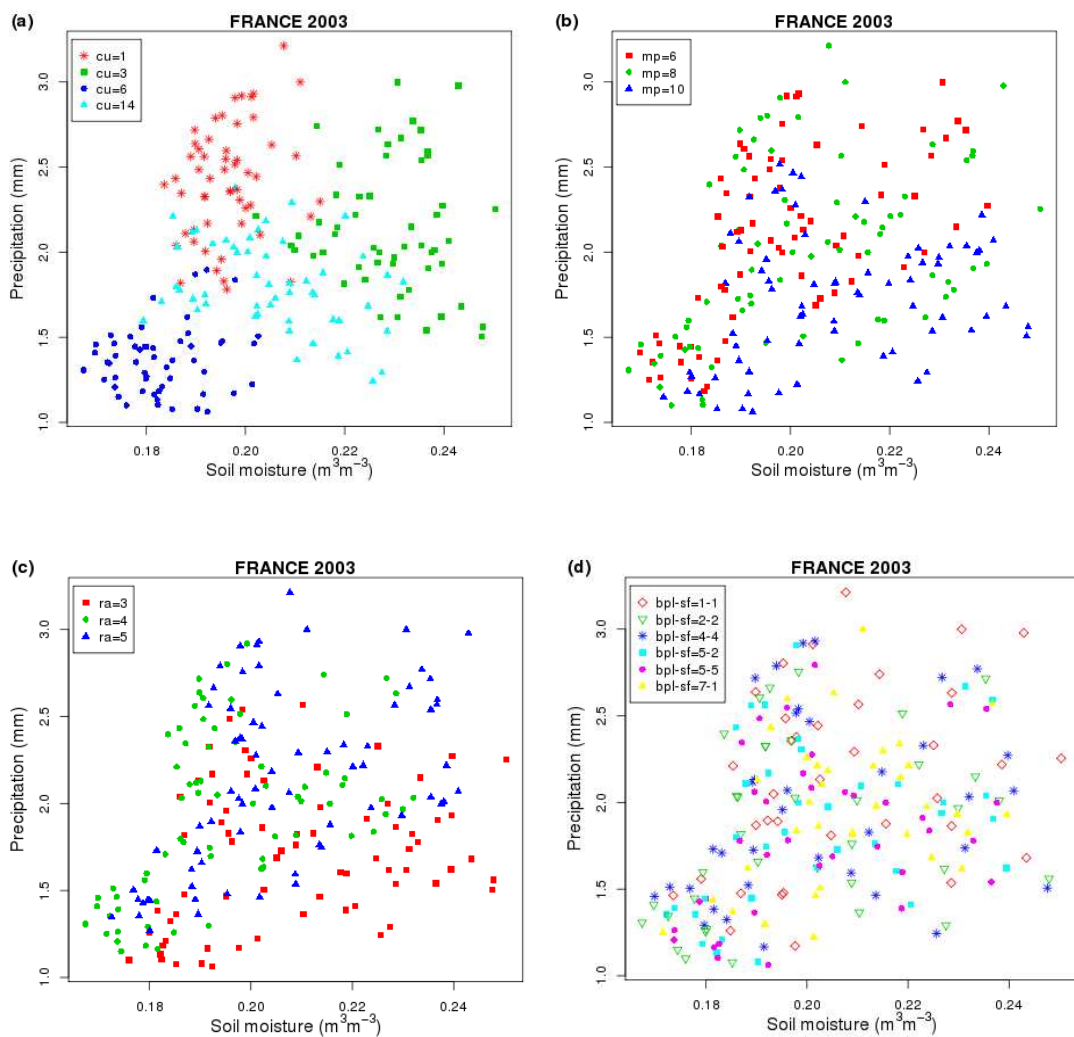 (a)
FRANCE 2003
cu=1
cu=3
cu=6
cu=14
Precipitation (mm)
3.0
2.5
2.0
1.5
1.0
0.18
0.20
0.22
0.24
Soil moisture (m³m⁻³)
(b)
FRANCE 2003
mp=6
mp=8
mp=10
Precipitation (mm)
3.0
2.5
2.0
1.5
1.0
0.18
0.20
0.22
0.24
Soil moisture (m³m⁻³)
(c)
FRANCE 2003
ra=3
ra=4
ra=5
Precipitation (mm)
3.0
2.5
2.0
1.5
1.0
0.18
0.20
0.22
0.24
Soil moisture (m³m⁻³)
(d)
FRANCE 2003
bpl-sf=1-1
bpl-sf=2-2
bpl-sf=4-4
bpl-sf=5-2
bpl-sf=5-5
bpl-sf=7-1
Precipitation (mm)
3.0
2.5
2.0
1.5
1.0
0.18
0.20
0.22
0.24
Soil moisture (m³m⁻³)